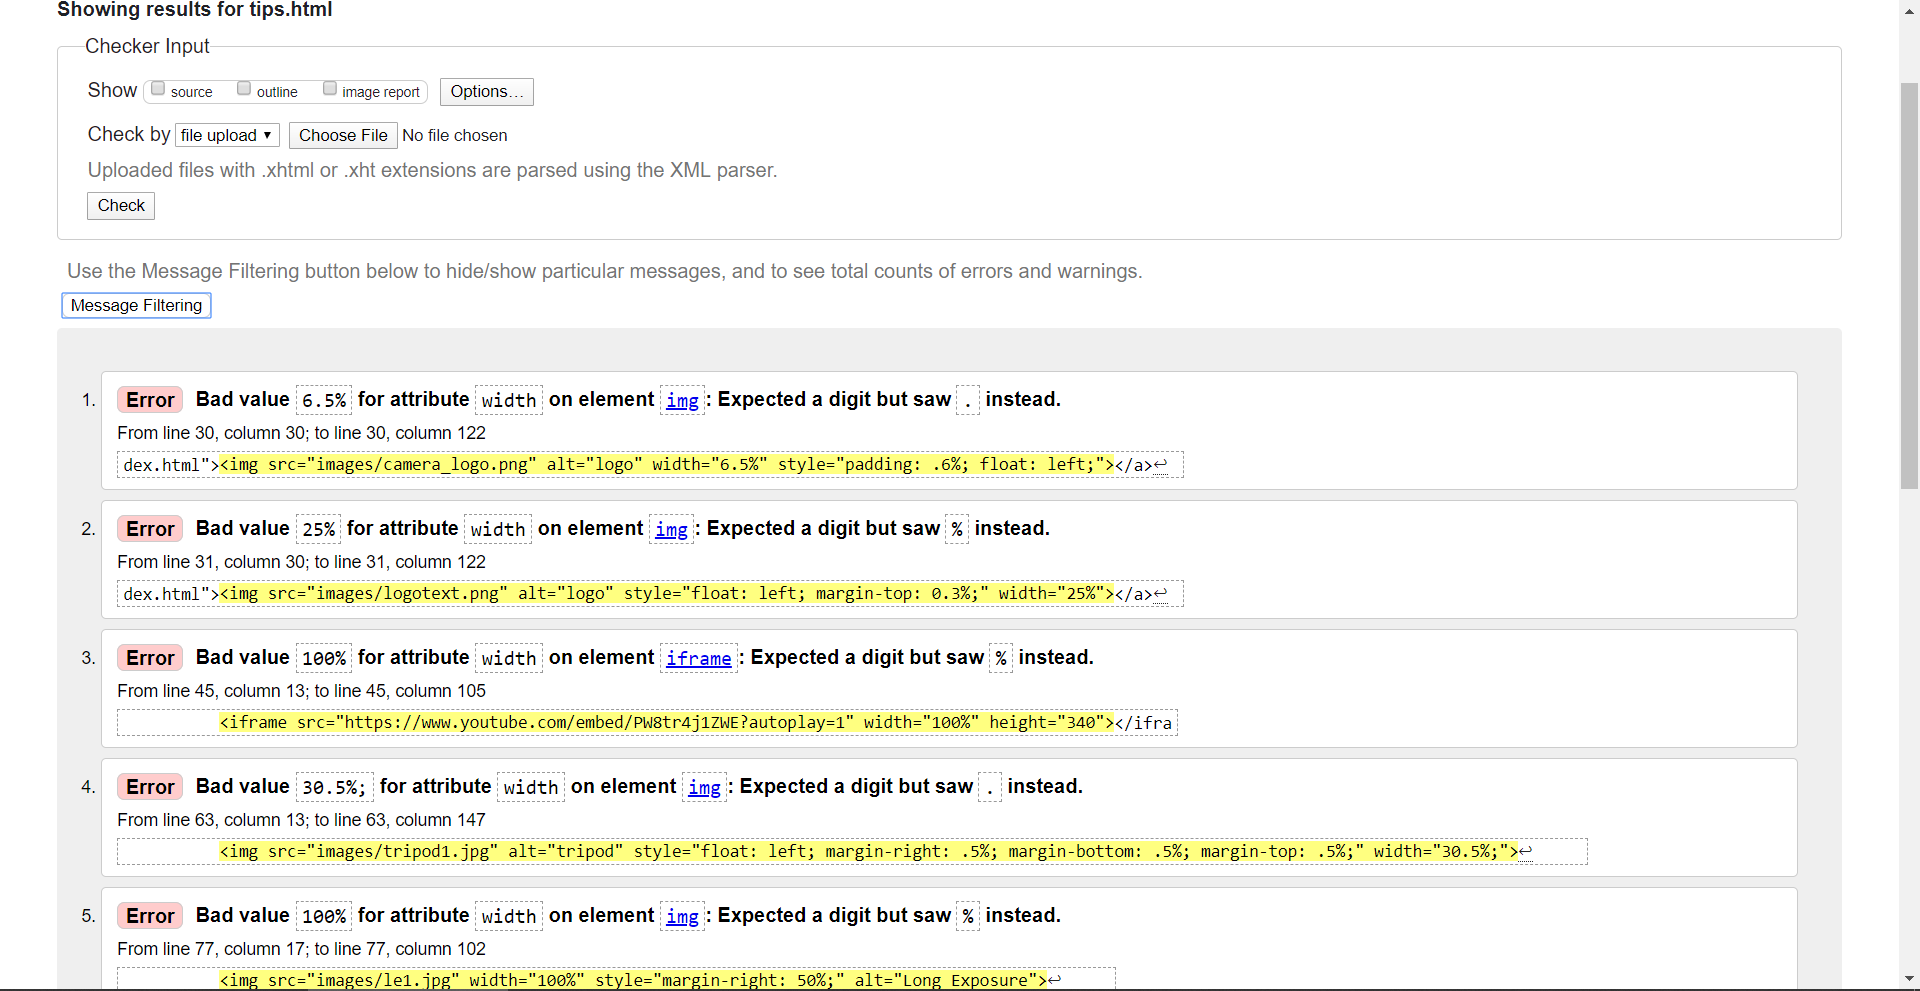 Showing results for tips.html
Checker Input
Show source outline image report Options…
Check by file upload Choose File No file chosen
Uploaded files with .xhtml or .xht extensions are parsed using the XML parser.
Check
Use the Message Filtering button below to hide/show particular messages, and to see total counts of errors and warnings.
Message Filtering
1. Error Bad value 6.5% for attribute width on element img: Expected a digit but saw . instead.
From line 30, column 30; to line 30, column 122
dex.html"><img src="images/camera_logo.png" alt="logo" width="6.5%" style="padding: .6%; float: left;"></a>↩
2. Error Bad value 25% for attribute width on element img: Expected a digit but saw % instead.
From line 31, column 30; to line 31, column 122
dex.html"><img src="images/logotext.png" alt="logo" style="float: left; margin-top: 0.3%;" width="25%"></a>↩
3. Error Bad value 100% for attribute width on element iframe: Expected a digit but saw % instead.
From line 45, column 13; to line 45, column 105
<iframe src="https://www.youtube.com/embed/PW8tr4j1ZWE?autoplay=1" width="100%" height="340"></ifra
4. Error Bad value 30.5%; for attribute width on element img: Expected a digit but saw . instead.
From line 63, column 13; to line 63, column 147
<img src="images/tripod1.jpg" alt="tripod" style="float: left; margin-right: .5%; margin-bottom: .5%; margin-top: .5%;" width="30.5%;">↩
5. Error Bad value 100% for attribute width on element img: Expected a digit but saw % instead.
From line 77, column 17; to line 77, column 102
<img src="images/le1.jpg" width="100%" style="margin-right: 50%;" alt="Long Exposure">↩